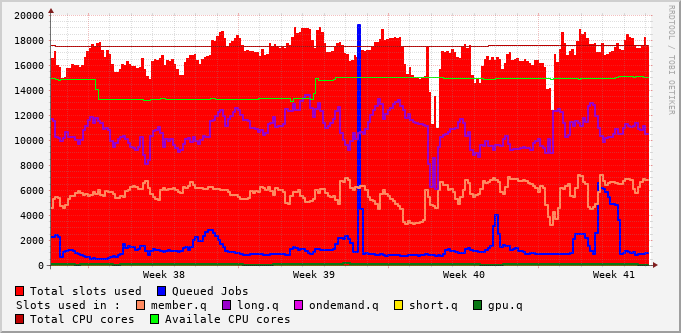 20000
18000
16000
14000
12000
10000
8000
6000
4000
2000
0
Week 38 Week 39 Week 40 Week 41
RRDTOOL / TOBI OETIKER
Total slots used Queued Jobs
Slots used in : member.q long.q ondemand.q short.q gpu.q
Total CPU cores Availale CPU cores